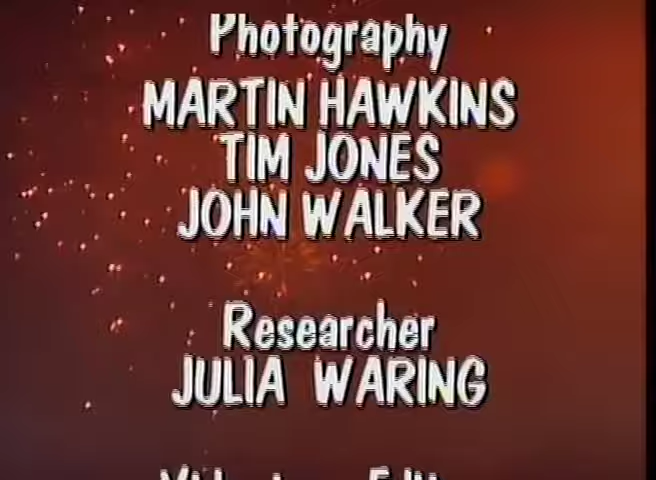 Photography
MARTIN HAWKINS
TIM JONES
JOHN WALKER
Researcher
JULIA WARING